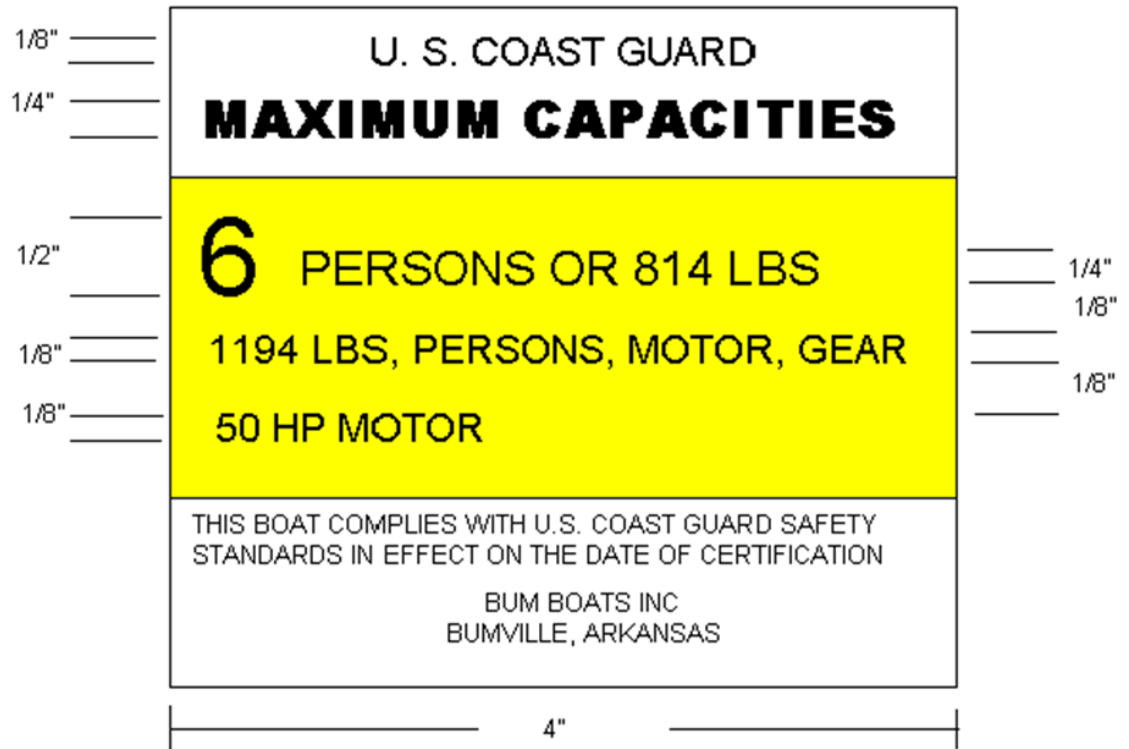 1/8"
U. S. COAST GUARD
1/4"
MAXIMUM CAPACITIES
1/2"
6 PERSONS OR 814 LBS
1/4"
1/8"
1/8"
1194 LBS, PERSONS, MOTOR, GEAR
1/8"
1/8"
50 HP MOTOR
THIS BOAT COMPLIES WITH U.S. COAST GUARD SAFETY
STANDARDS IN EFFECT ON THE DATE OF CERTIFICATION
BUM BOATS INC
BUMVILLE, ARKANSAS
4"